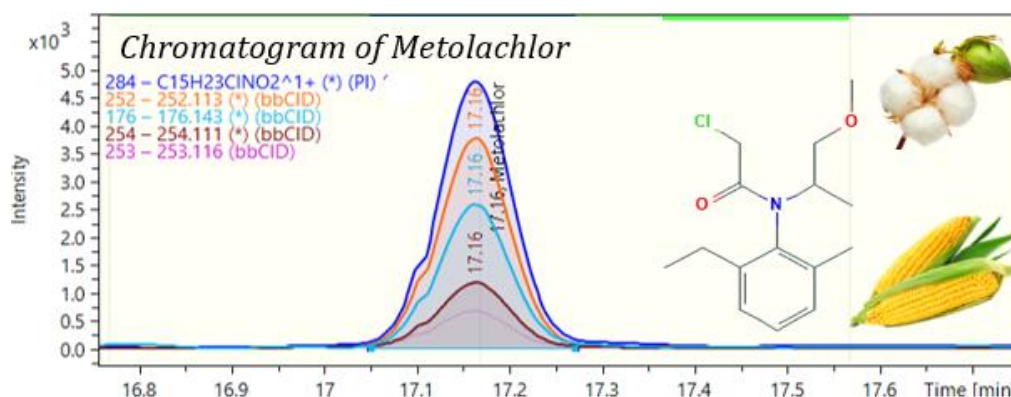 Chromatogram of Metolachlor
x10³
5.0
4.5
4.0
3.5
3.0
2.5
2.0
1.5
1.0
0.5
0.0
Intensity
284 – C15H23ClNO2^1+ (*) (PI)
252 – 252.113 (*) (bbCID)
176 – 176.143 (*) (bbCID)
254 – 254.111 (*) (bbCID)
253 – 253.116 (bbCID)
17.16
17.16
17.16
17.16, Metolachlor
Cl
O
O
N
16.8 16.9 17 17.1 17.2 17.3 17.4 17.5 17.6 Time [min